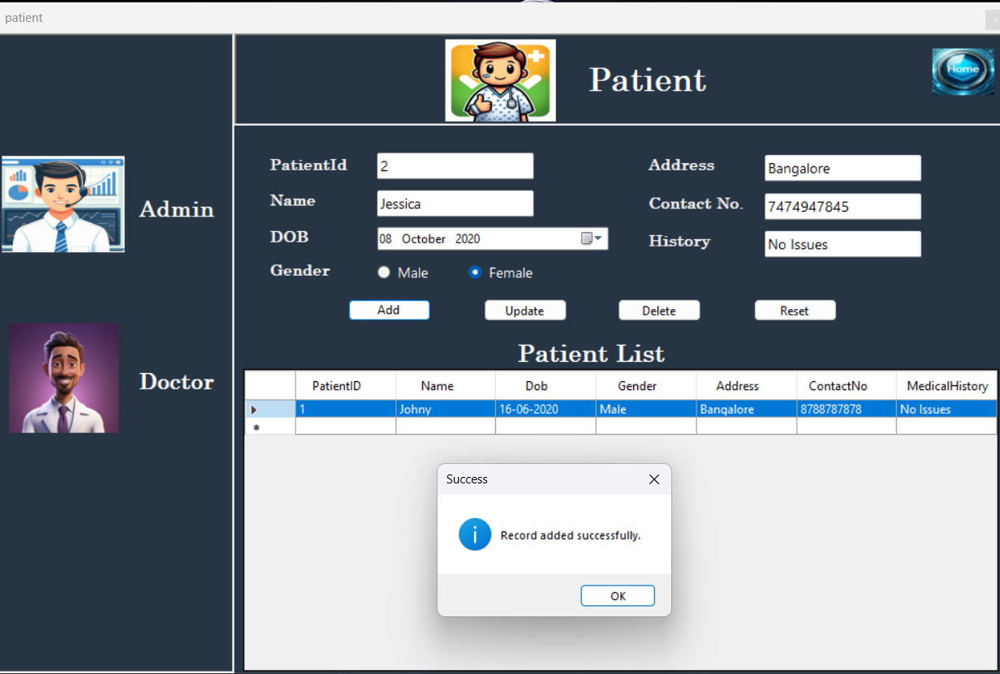 patient
Patient
Home
Admin
Doctor
PatientId 2
Address Bangalore
Name Jessica
Contact No. 7474947845
DOB 08 October 2020
History No Issues
Gender Male Female
Add Update Delete Reset
Patient List
PatientID Name Dob Gender Address ContactNo MedicalHistory
1 Johny 16-06-2020 Male Bangalore 8788787878 No Issues
Success
Record added successfully.
OK